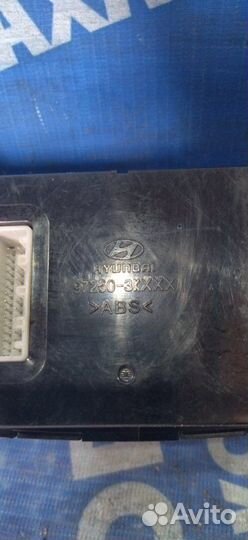 HYUNDAI
97250-3XXXX
>ABS<
Avito